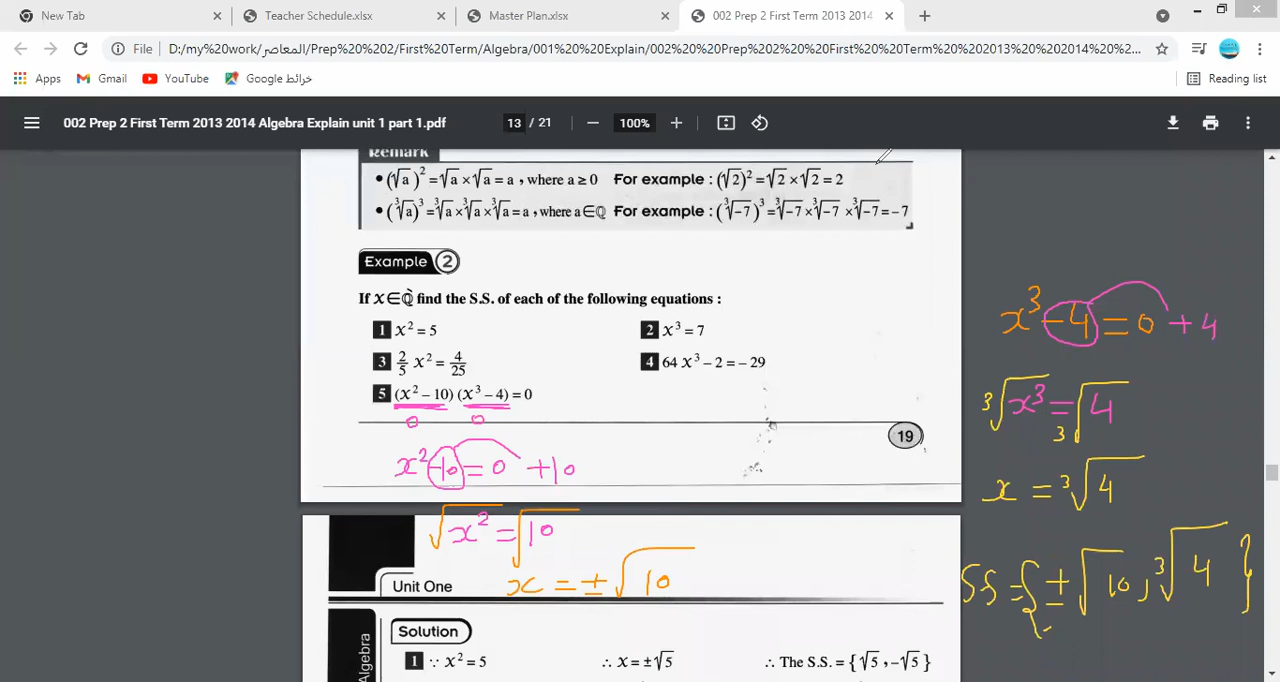 New Tab
Teacher Schedule.xlsx
Master Plan.xlsx
002 Prep 2 First Term 2013 2014
File
D:/my work/المعاصر/Prep%20%202/First%20Term/Algebra/001%20%20Explain/002%20%20Prep%202%20%20First%20%20Term%20%202013%20%202014%20%20%2...
Apps
Gmail
YouTube
خرائط Google
Reading list
002 Prep 2 First Term 2013 2014 Algebra Explain unit 1 part 1.pdf
13 / 21
100%
Remark
• (√a)² = √a × √a = a , where a ≥ 0 For example : (√2)² = √2 × √2 = 2
• (∛a)³ = ∛a × ∛a × ∛a = a , where a ∈ ℚ For example : (∛-7)³ = ∛-7 × ∛-7 × ∛-7 = -7
Example 2
If x ∈ ℚ̀ find the S.S. of each of the following equations :
1 x² = 5
2 x³ = 7
3 2/5 x² = 4/25
4 64 x³ – 2 = – 29
5 (x² – 10) (x³ – 4) = 0
0 0
19
x² -10 = 0 +10
√x² = √10
x = ± √10
x³ - 4 = 0 + 4
∛x³ = ∛4
x = ∛4
S.S = { ± √10 , ∛4 }
Unit One
Algebra
Solution
1 ∵ x² = 5 ∴ x = ±√5 ∴ The S.S. = {√5 , –√5}